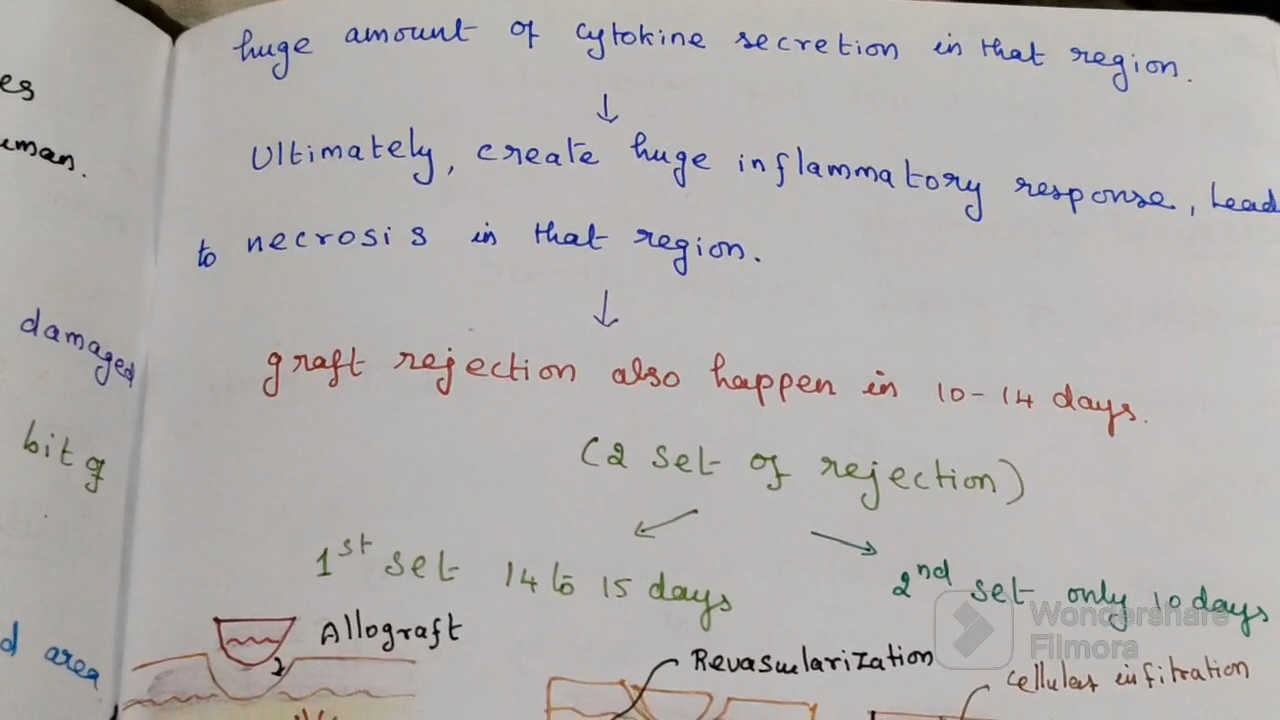 huge amount of cytokine secretion in that region.
↓
Ultimately, create huge inflammatory response, Lead
to necrosis in that region.
↓
graft rejection also happen in 10-14 days.
(2 set of rejection)
1st set 14 to 15 days
2nd set only 10 days
Allograft
Revascularization
cellular infitration
es
uman.
damaged
bit of
d area
Wondershare
Filmora